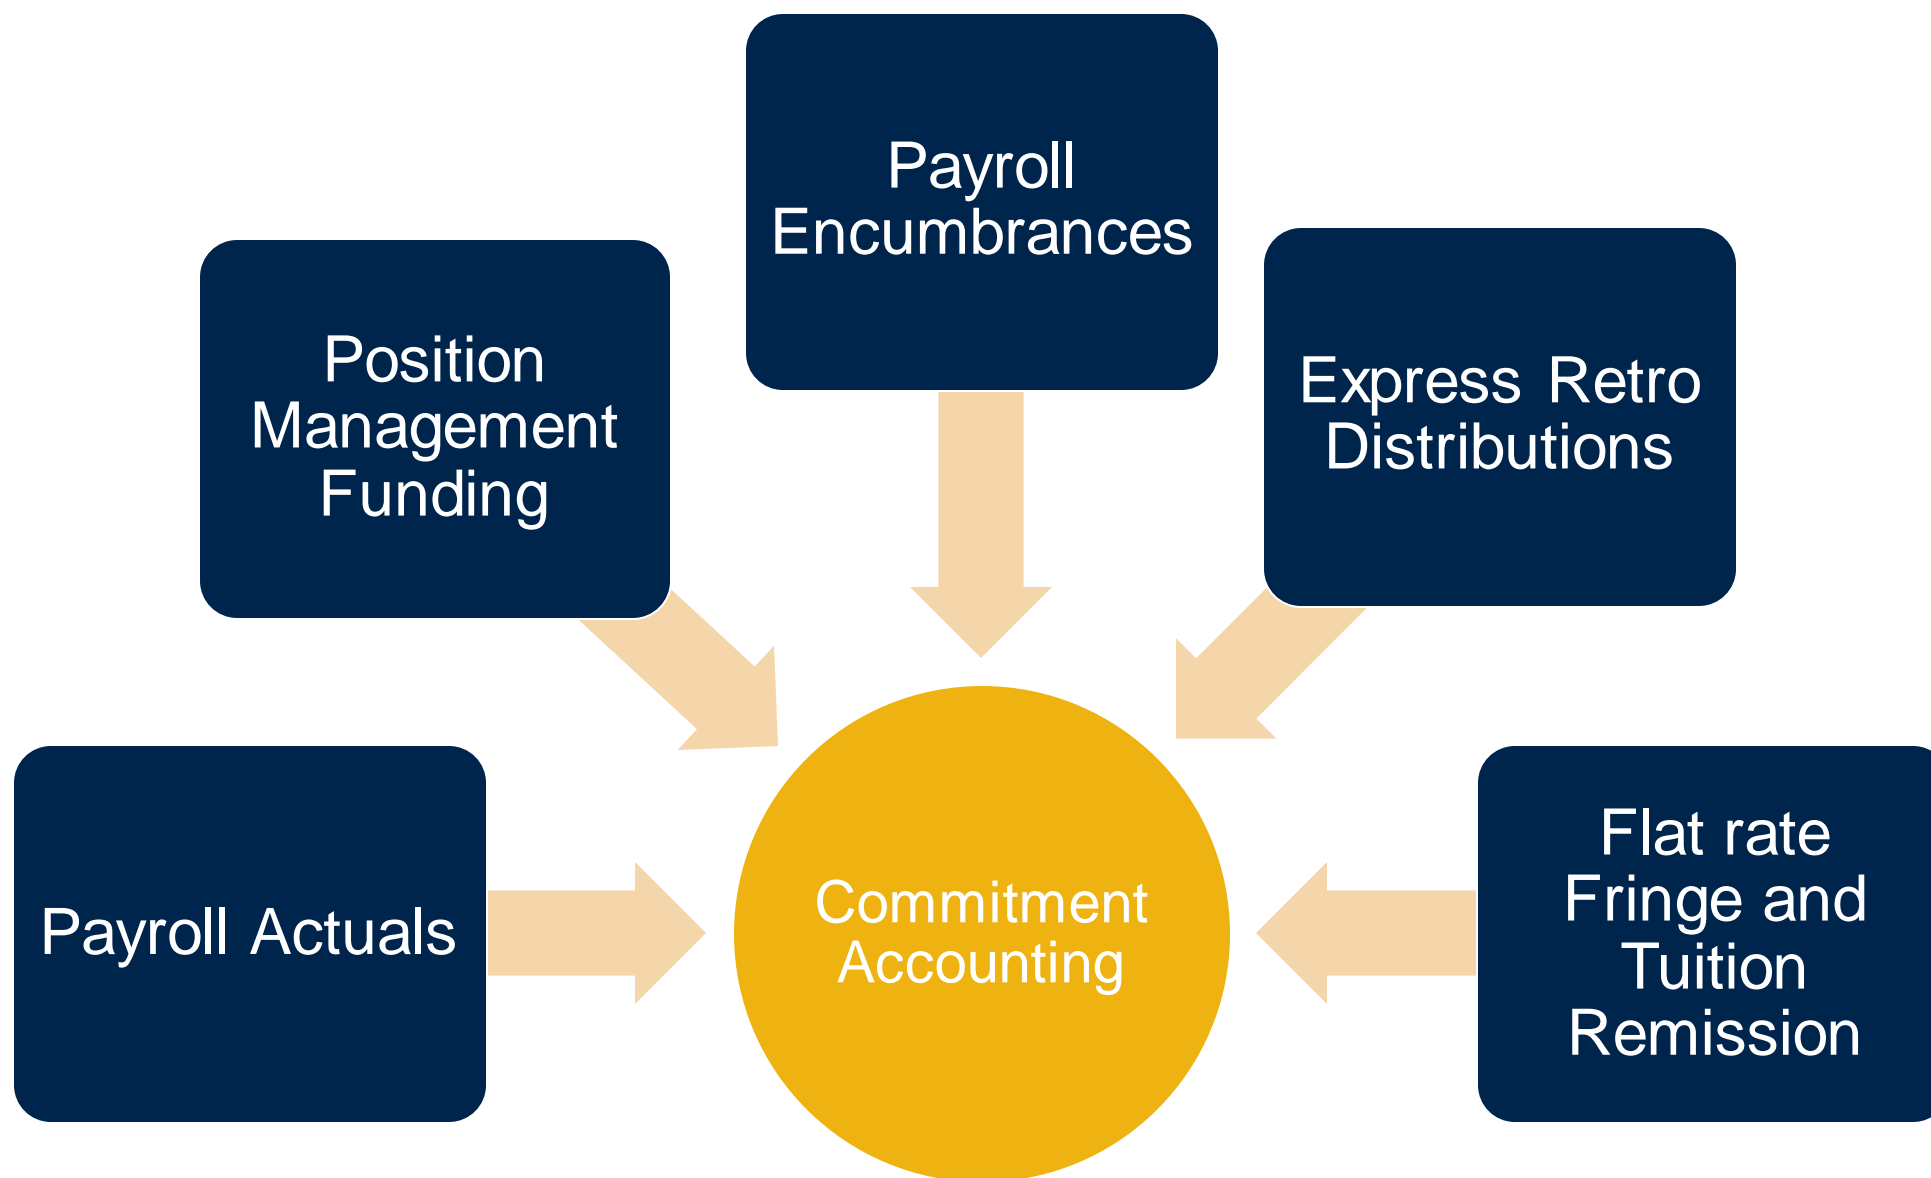 Payroll
Encumbrances
Position
Management
Funding
Express Retro
Distributions
Payroll Actuals
Commitment
Accounting
Flat rate
Fringe and
Tuition
Remission